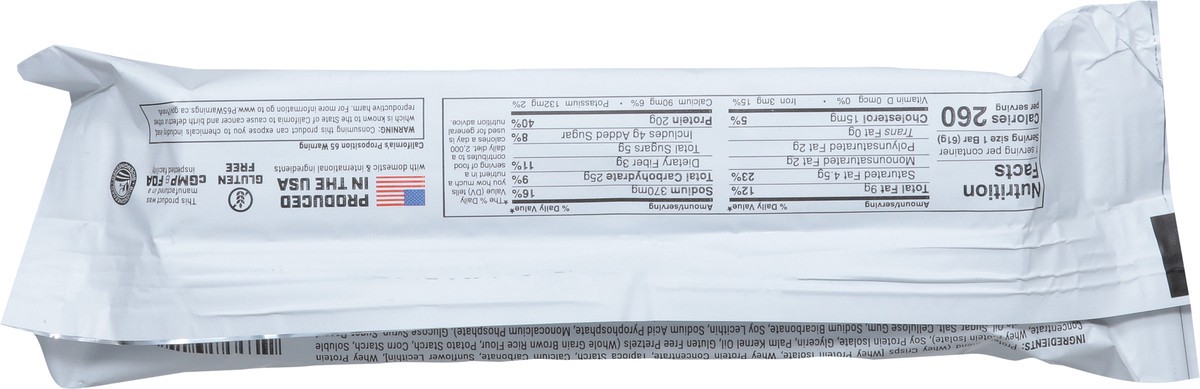 Nutrition
Facts
1 serving per container
Serving size 1 Bar (61g)
Calories 260
per serving
Amount/serving % Daily Value*
Total Fat 9g 12%
Saturated Fat 4.5g 23%
Monounsaturated Fat 2g
Polyunsaturated Fat 2g
Trans Fat 0g
Cholesterol 15mg 5%
Amount/serving % Daily Value*
Sodium 370mg 16%
Total Carbohydrate 25g 9%
Dietary Fiber 3g 11%
Total Sugars 5g
Includes 4g Added Sugar 8%
Protein 20g 40%
Vitamin D 0mcg 0% • Iron 3mg 15%
Calcium 90mg 6% • Potassium 132mg 2%
*The % Daily
Value (DV) tells
you how much a
nutrient in a
serving of food
contributes to a
daily diet. 2,000
calories a day is
used for general
nutrition advice.
PRODUCED
IN THE USA
with domestic & international ingredients
GLUTEN
FREE
This product was
manufactured in a
cGMP & FDA
inspected facility
California's Proposition 65 Warning
WARNING: Consuming this product can expose you to chemicals including
which is known to the State of California to cause cancer and birth defects
reproductive harm. For more information go to www.P65Warnings.ca.gov/
INGREDIENTS: Protein (Whey Protein Isolate, Whey Protein Concentrate, Tapioca Starch, Calcium Carbonate, Sunflower Lecithin), Whey Protein
Concentrate, Whey Protein Isolate), Soy Protein Isolate, Glycerin, Palm Kernel Oil, Gluten Free Pretzels (Whole Grain Brown Rice Flour, Potato Starch, Corn Starch, Soluble
Oil, Sugar, Salt, Cellulose Gum, Sodium Bicarbonate, Soy Lecithin, Sodium Acid Pyrophosphate, Monocalcium Phosphate), Glucose Syrup, Sugar